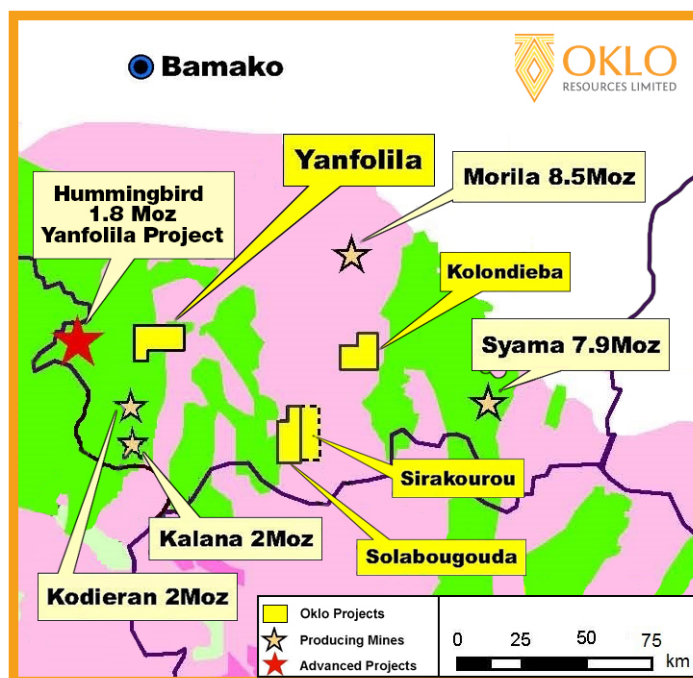 Bamako
OKLO
RESOURCES LIMITED
Yanfolila
Morila 8.5Moz
Hummingbird
1.8 Moz
Yanfolila Project
Kolondieba
Syama 7.9Moz
Sirakourou
Kalana 2Moz
Solabougouda
Kodieran 2Moz
Oklo Projects
Producing Mines
Advanced Projects
0 25 50 75
km